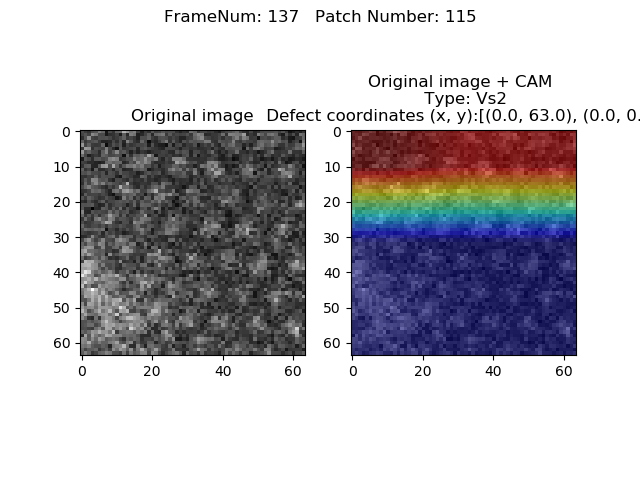 FrameNum: 137   Patch Number: 115
Original image + CAM
Type: Vs2
Original image  Defect coordinates (x, y):[(0.0, 63.0), (0.0, 0.
0 0
10 10
20 20
30 30
40 40
50 50
60 60
0 20 40 60 0 20 40 60